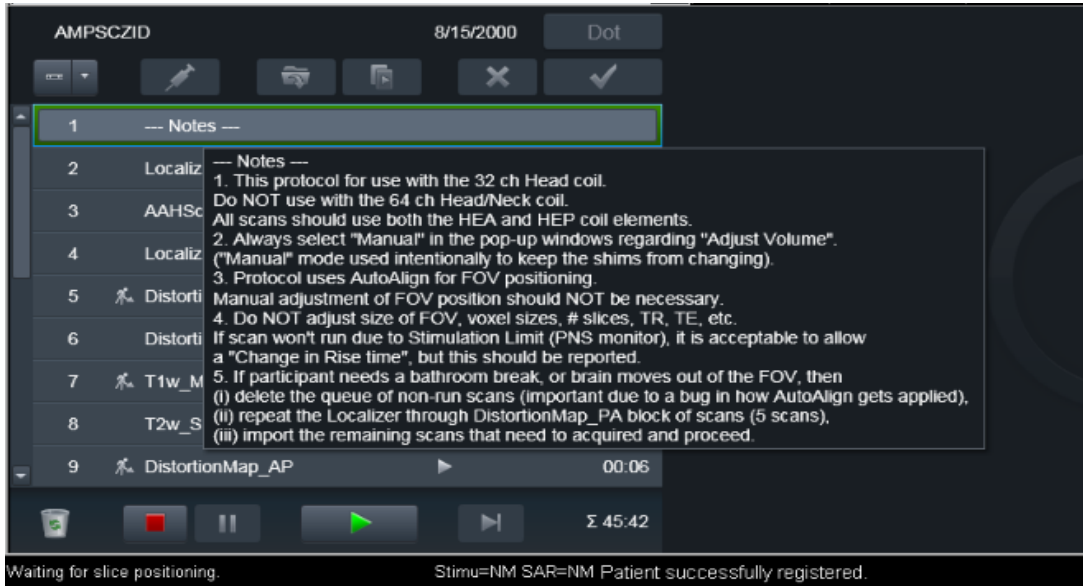 AMPSCZID 8/15/2000 Dot
1 --- Notes ---
2 Localiz
3 AAHSc
4 Localiz
5 Distorti
6 Distorti
7 T1w_M
8 T2w_S
9 DistortionMap_AP 00:06
--- Notes ---
1. This protocol for use with the 32 ch Head coil.
Do NOT use with the 64 ch Head/Neck coil.
All scans should use both the HEA and HEP coil elements.
2. Always select "Manual" in the pop-up windows regarding "Adjust Volume".
("Manual" mode used intentionally to keep the shims from changing).
3. Protocol uses AutoAlign for FOV positioning.
Manual adjustment of FOV position should NOT be necessary.
4. Do NOT adjust size of FOV, voxel sizes, # slices, TR, TE, etc.
If scan won't run due to Stimulation Limit (PNS monitor), it is acceptable to allow
a "Change in Rise time", but this should be reported.
5. If participant needs a bathroom break, or brain moves out of the FOV, then
(i) delete the queue of non-run scans (important due to a bug in how AutoAlign gets applied),
(ii) repeat the Localizer through DistortionMap_PA block of scans (5 scans),
(iii) import the remaining scans that need to acquired and proceed.
Σ 45:42
Waiting for slice positioning. Stimu=NM SAR=NM Patient successfully registered.